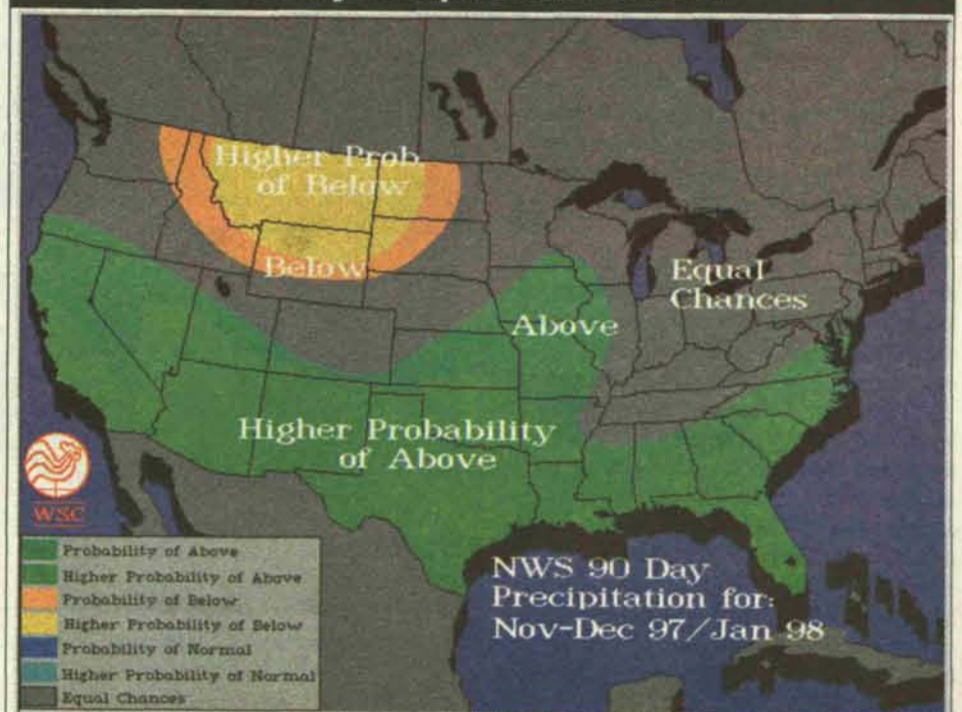 Higher Prob.
of Below
Below
Equal
Chances
Above
Higher Probability
of Above
WSC
Probability of Above
Higher Probability of Above
Probability of Below
Higher Probability of Below
Probability of Normal
Higher Probability of Normal
Equal Chances
NWS 90 Day
Precipitation for:
Nov-Dec 97/Jan 98